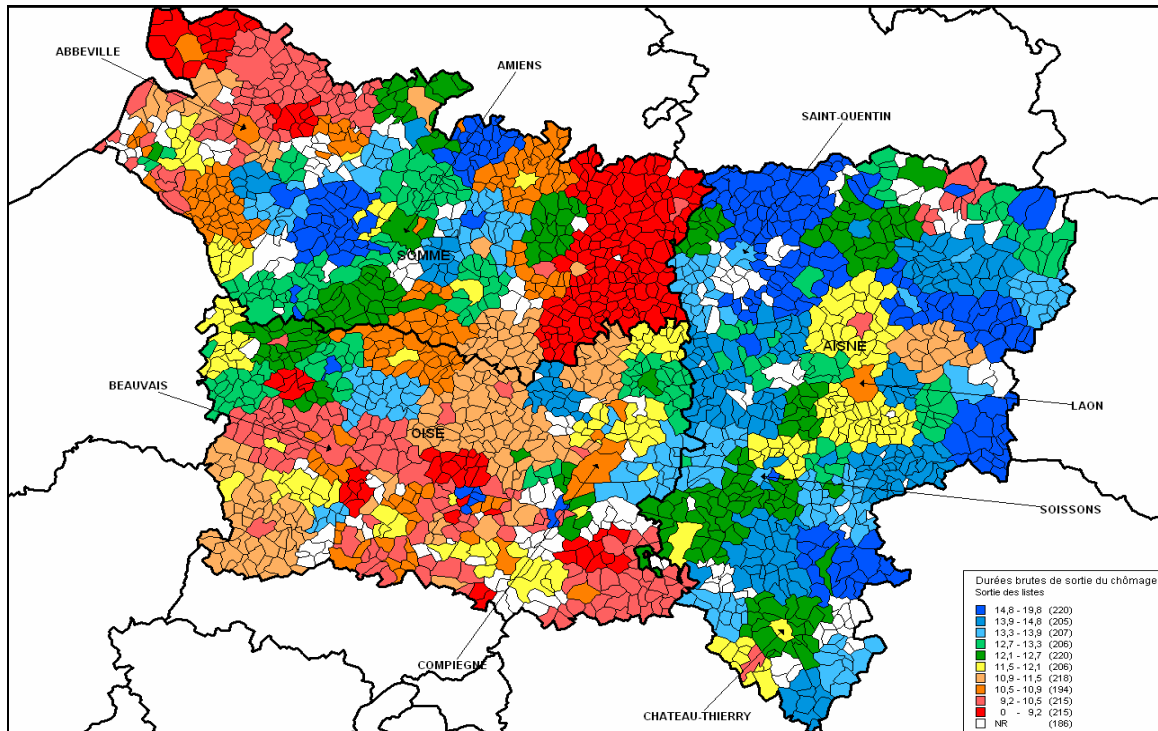 ABBEVILLE
AMIENS
SAINT-QUENTIN
SOMME
AISNE
BEAUVAIS
OISE
LAON
SOISSONS
COMPIEGNE
CHATEAU-THIERRY
Durées brutes de sortie du chômage
Sortie des listes
14,8 - 19,8 (220)
13,9 - 14,8 (205)
13,3 - 13,9 (207)
12,7 - 13,3 (206)
12,1 - 12,7 (220)
11,5 - 12,1 (206)
10,9 - 11,5 (218)
10,5 - 10,9 (194)
9,2 - 10,5 (215)
0 - 9,2 (215)
NR (186)